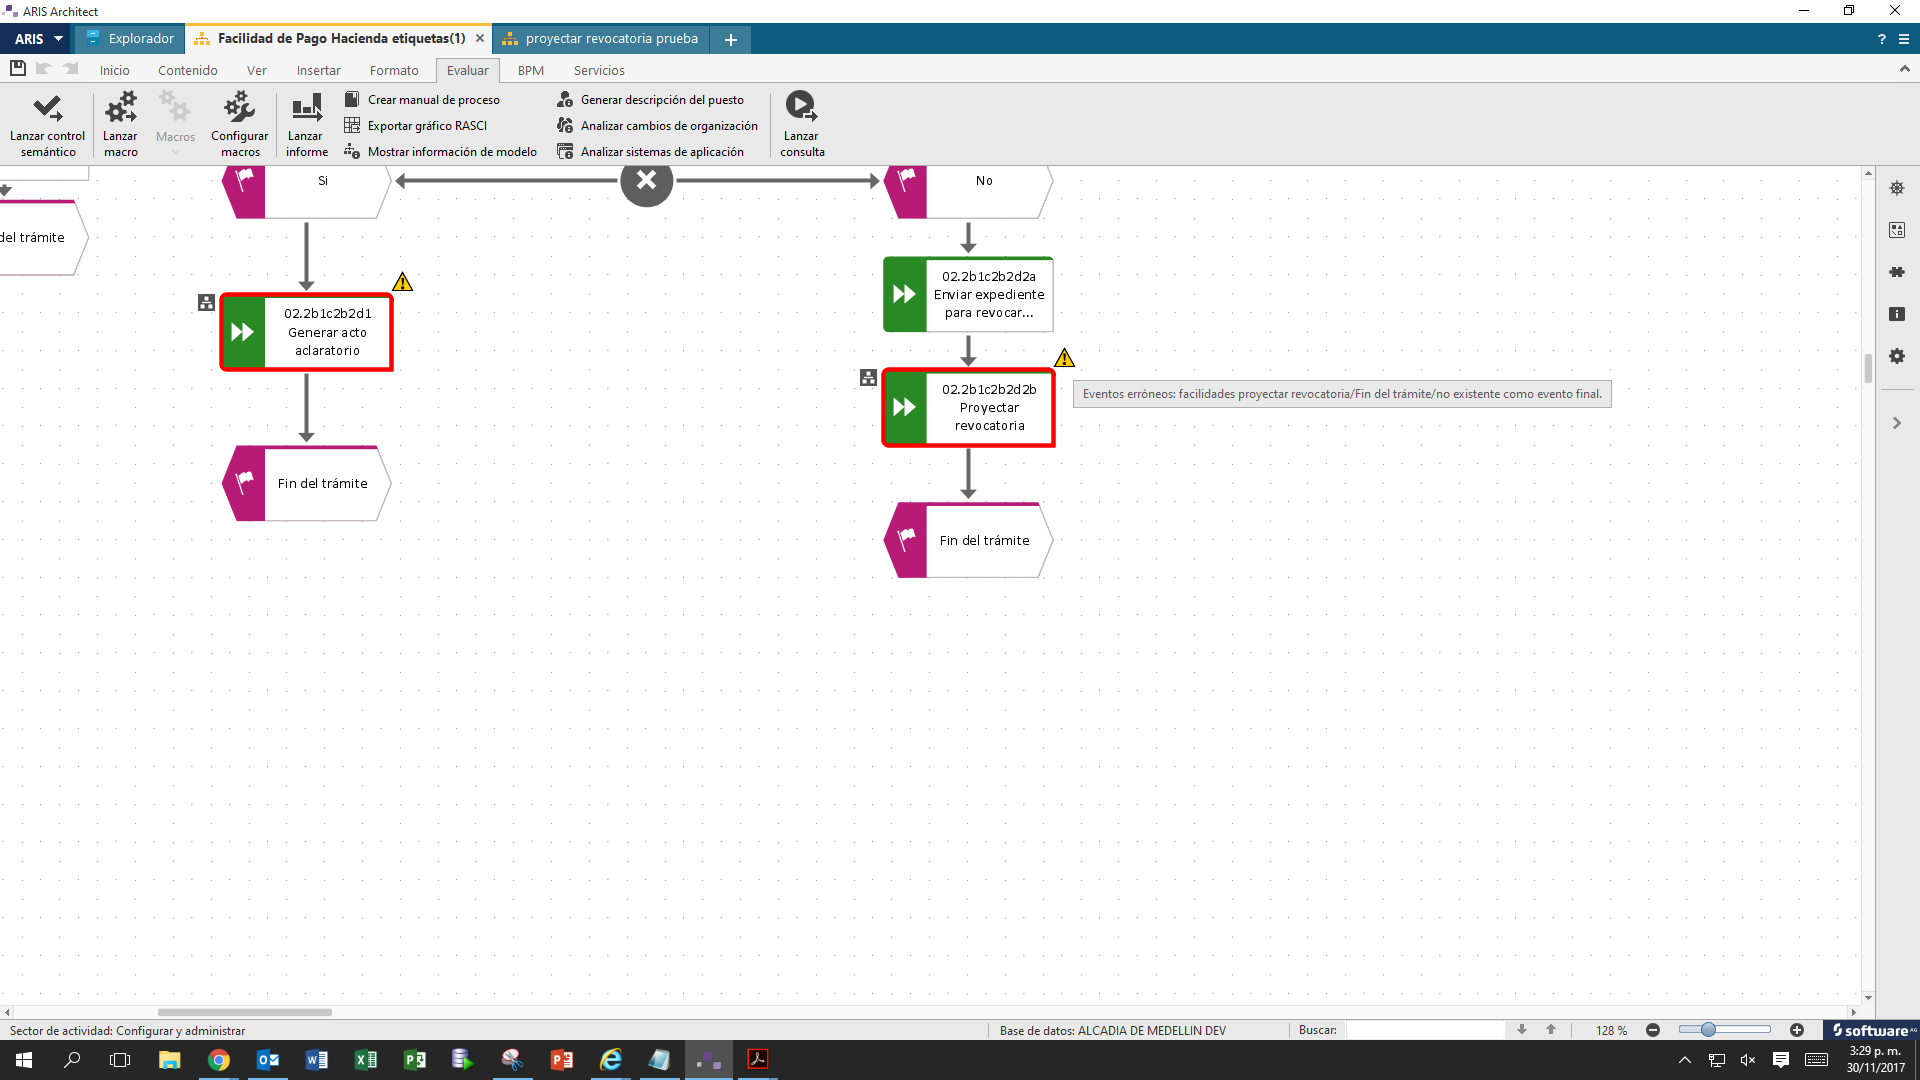 ARIS Architect
ARIS
Explorador
Facilidad de Pago Hacienda etiquetas(1)
proyectar revocatoria prueba
Inicio
Contenido
Ver
Insertar
Formato
Evaluar
BPM
Servicios
Lanzar control
semántico
Lanzar
macro
Macros
Configurar
macros
Lanzar
informe
Crear manual de proceso
Exportar gráfico RASCI
Mostrar información de modelo
Generar descripción del puesto
Analizar cambios de organización
Analizar sistemas de aplicación
Lanzar
consulta
Si
No
del trámite
02.2b1c2b2d1
Generar acto
aclaratorio
Fin del trámite
02.2b1c2b2d2a
Enviar expediente
para revocar...
02.2b1c2b2d2b
Proyectar
revocatoria
Eventos erróneos: facilidades proyectar revocatoria/Fin del trámite/no existente como evento final.
Fin del trámite
Sector de actividad: Configurar y administrar
Base de datos: ALCADIA DE MEDELLIN DEV
Buscar:
128 %
software AG
3:29 p. m.
30/11/2017